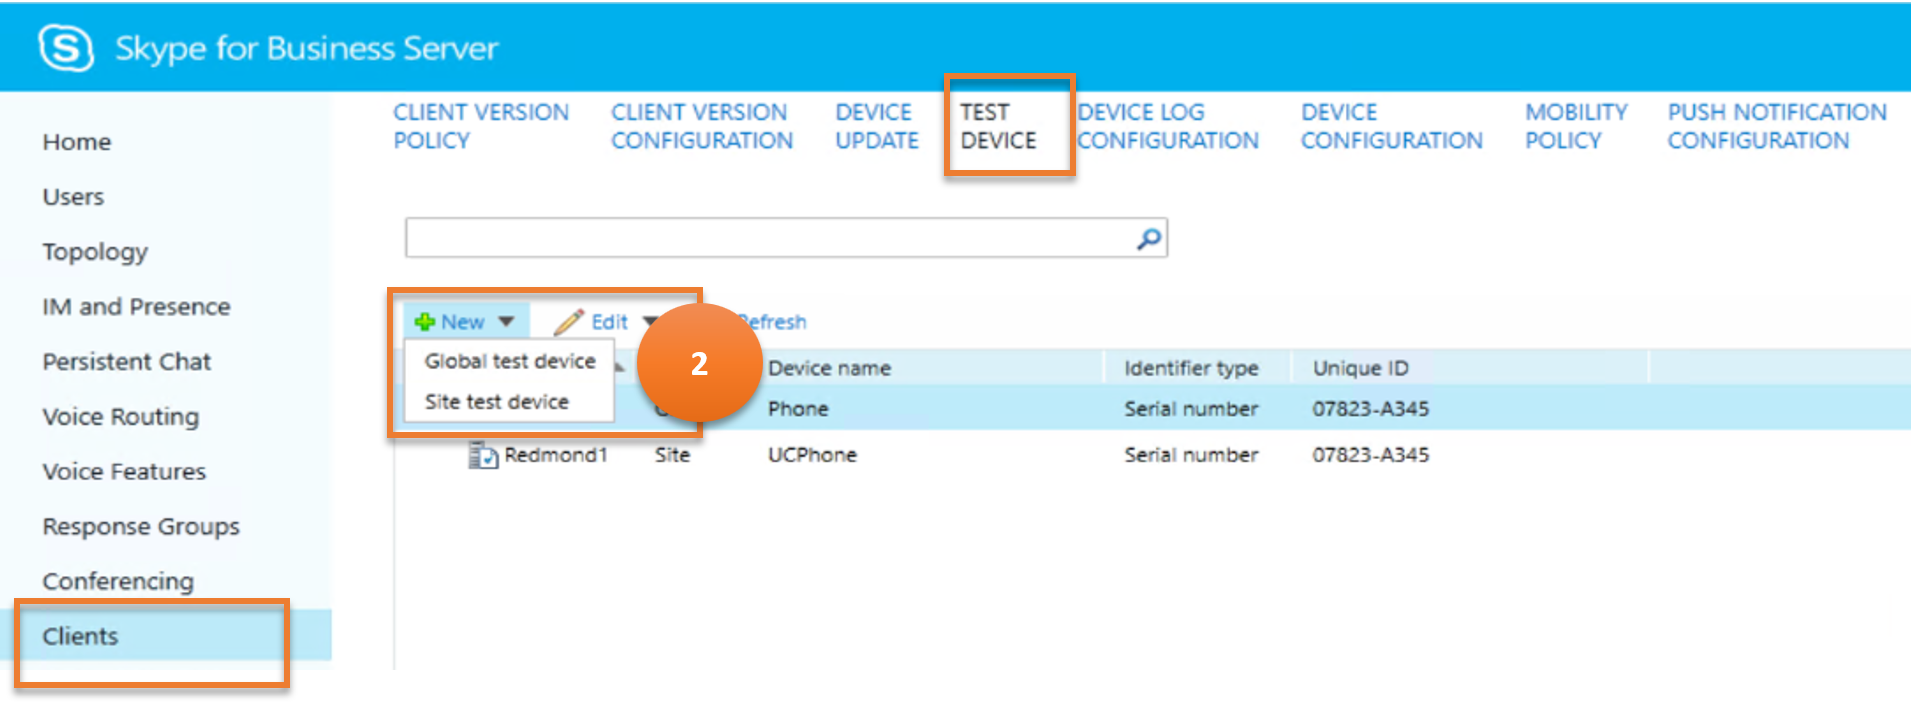 Skype for Business Server
Home
Users
Topology
IM and Presence
Persistent Chat
Voice Routing
Voice Features
Response Groups
Conferencing
Clients
CLIENT VERSION
POLICY
CLIENT VERSION
CONFIGURATION
DEVICE
UPDATE
TEST
DEVICE
DEVICE LOG
CONFIGURATION
DEVICE
CONFIGURATION
MOBILITY
POLICY
PUSH NOTIFICATION
CONFIGURATION
New Edit
Global test device
Site test device
2
Device name Identifier type Unique ID
Phone Serial number 07823-A345
Redmond1 Site UCPhone Serial number 07823-A345